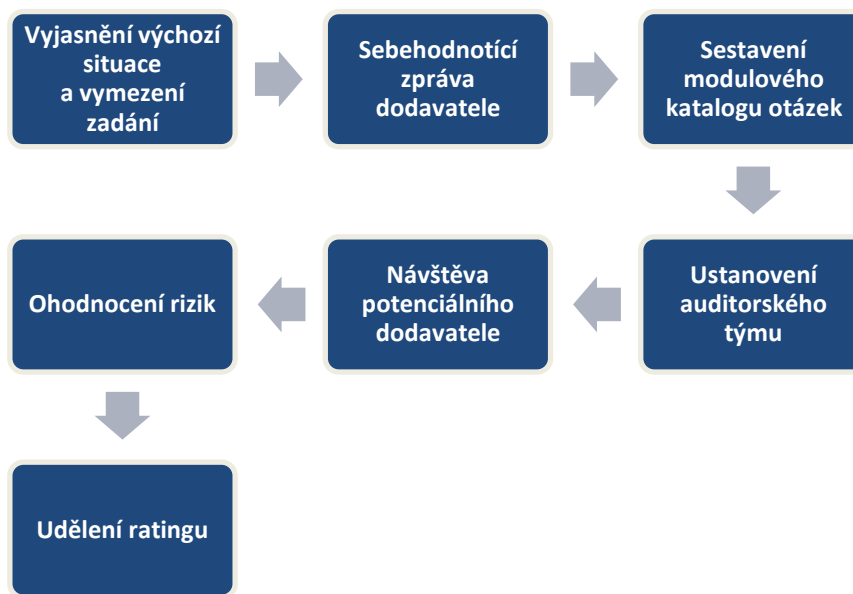 Vyjasnění výchozí
situace
a vymezení
zadání
Sebehodnotící
zpráva
dodavatele
Sestavení
modulového
katalogu otázek
Ustanovení
auditorského
týmu
Návštěva
potenciálního
dodavatele
Ohodnocení rizik
Udělení ratingu